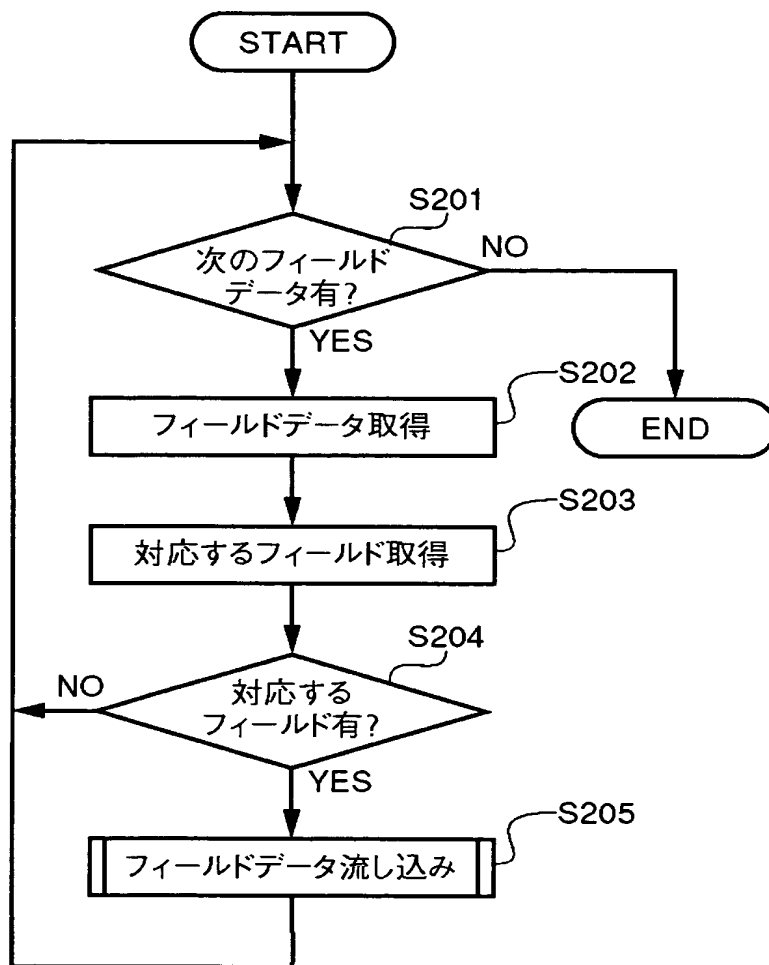 START
S201
次のフィールド
データ有?
NO
YES
S202
フィールドデータ取得
END
S203
対応するフィールド取得
S204
NO
対応する
フィールド有?
YES
S205
フィールドデータ流し込み